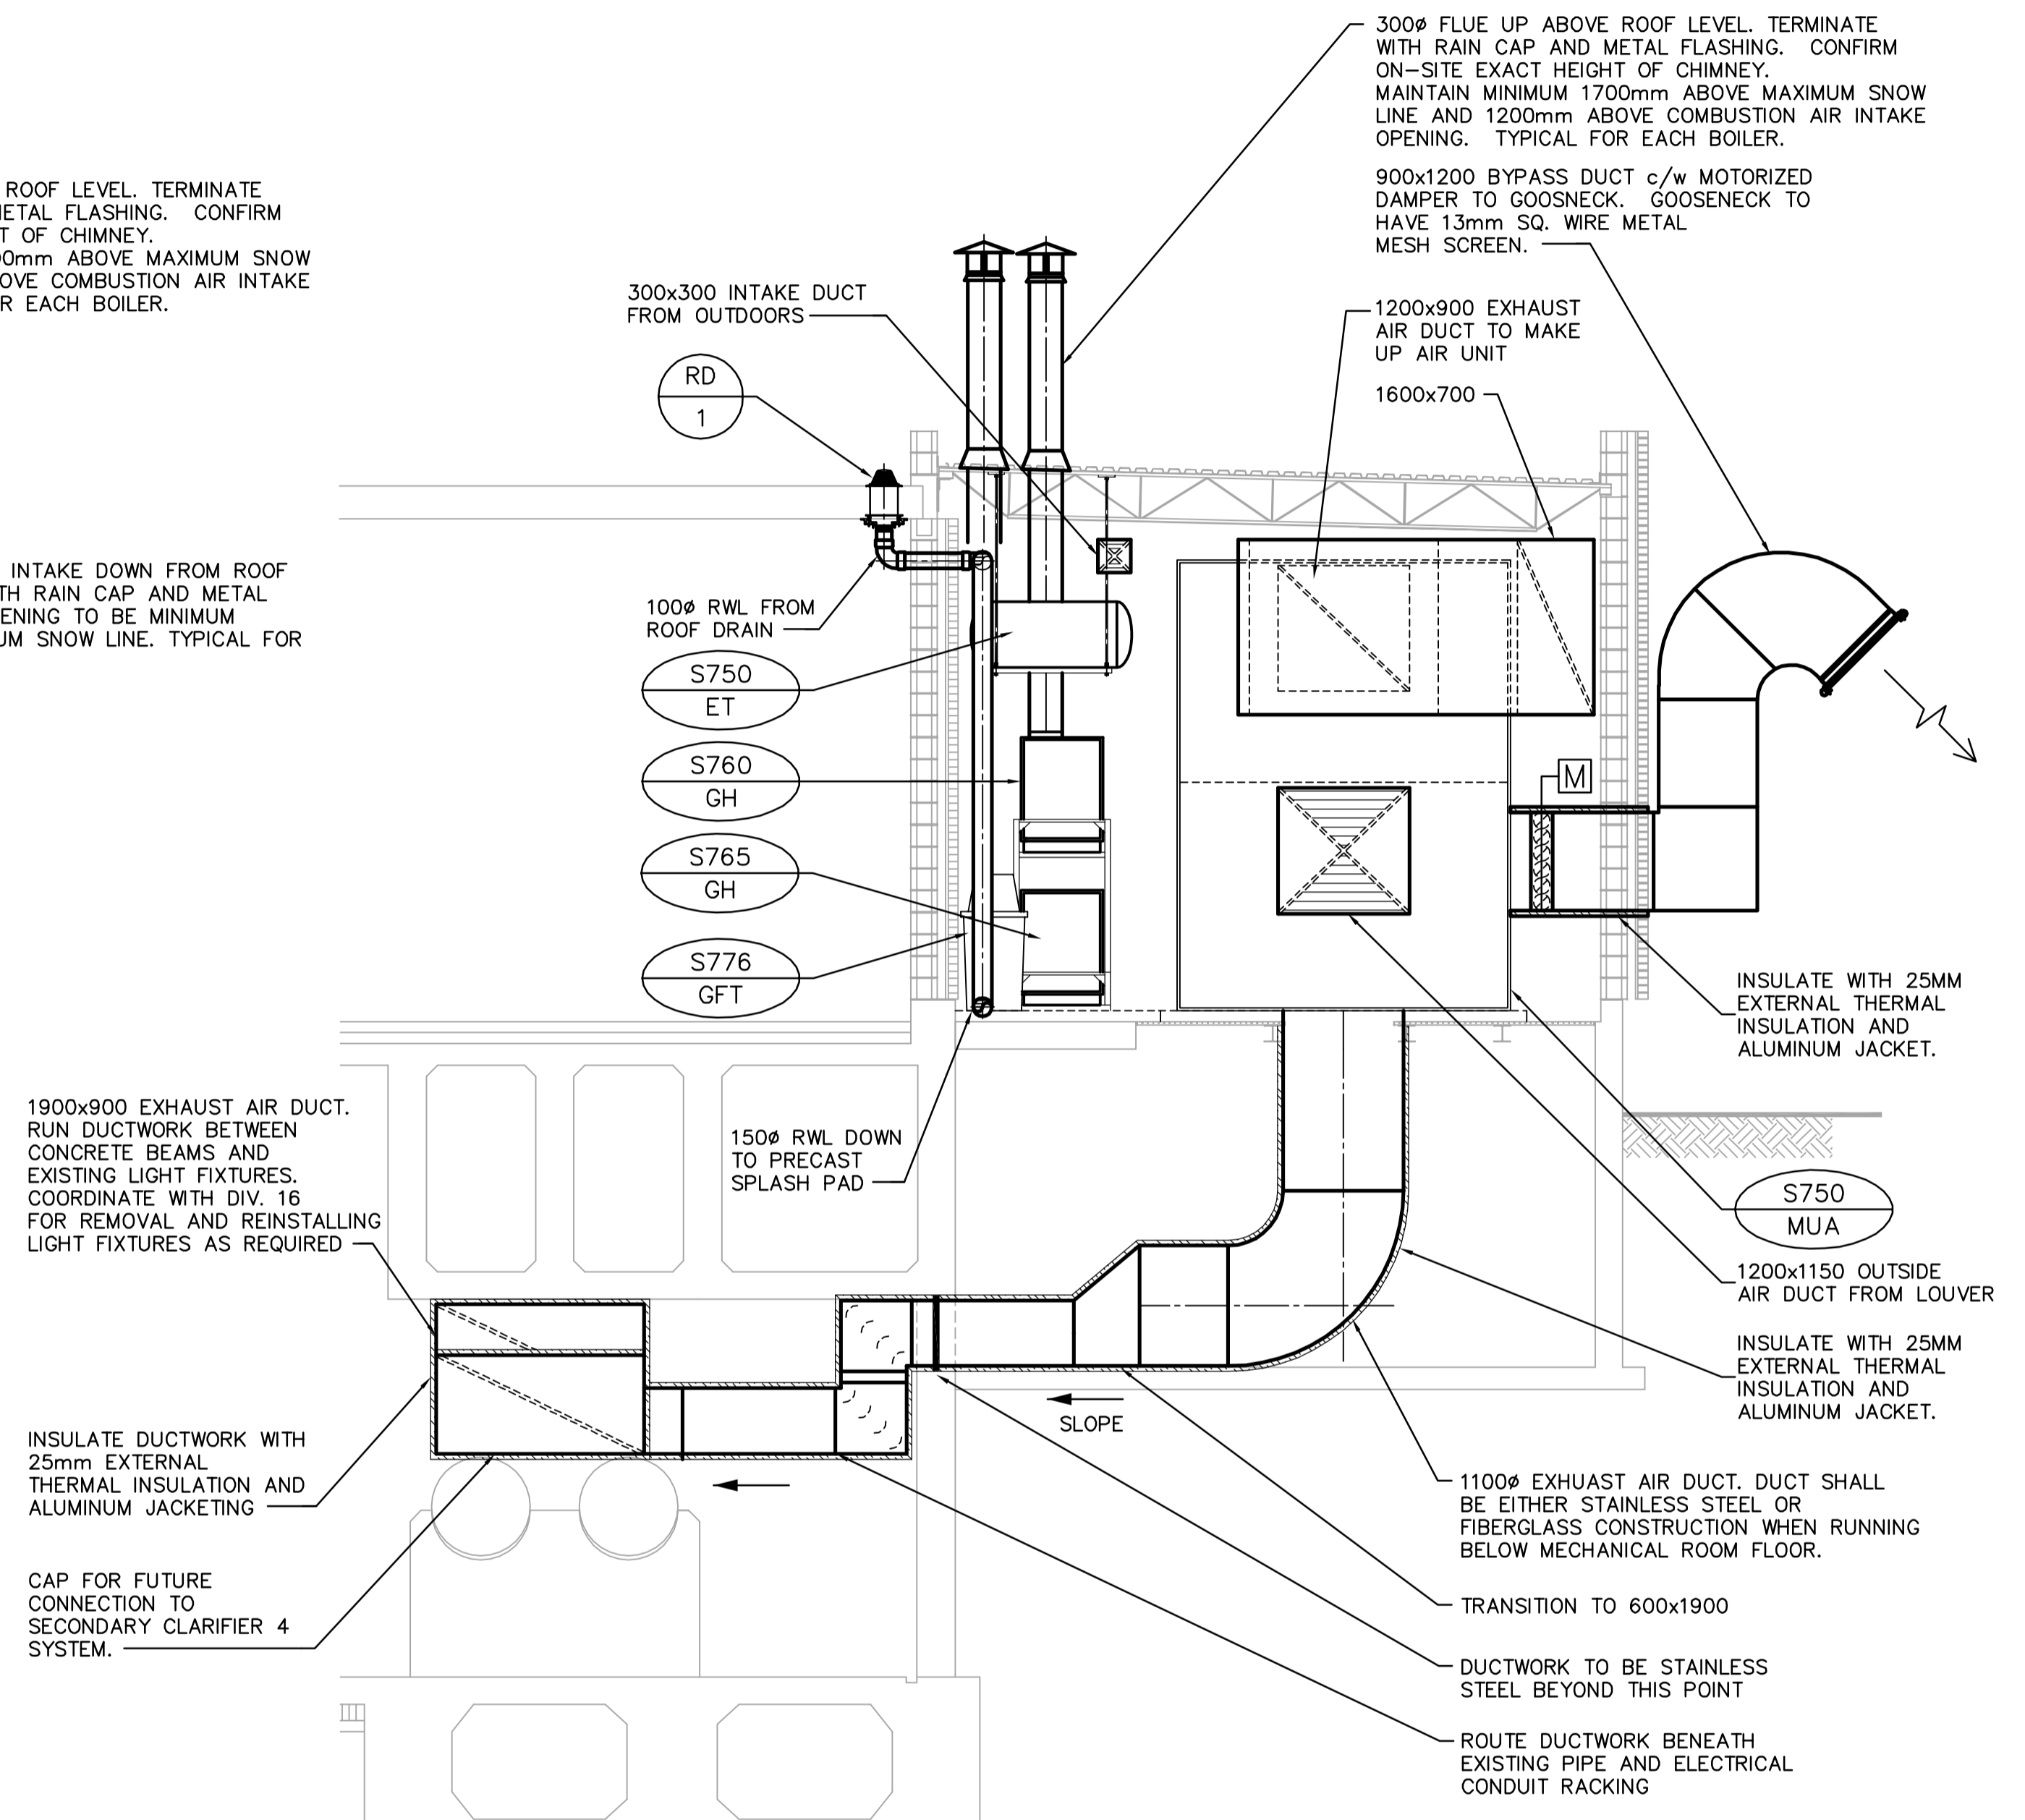 300ø FLUE UP ABOVE ROOF LEVEL. TERMINATE
WITH RAIN CAP AND METAL FLASHING. CONFIRM
ON-SITE EXACT HEIGHT OF CHIMNEY.
MAINTAIN MINIMUM 1700mm ABOVE MAXIMUM SNOW
LINE AND 1200mm ABOVE COMBUSTION AIR INTAKE
OPENING. TYPICAL FOR EACH BOILER.
900x1200 BYPASS DUCT c/w MOTORIZED
DAMPER TO GOOSNECK. GOOSENECK TO
HAVE 13mm SQ. WIRE METAL
MESH SCREEN.
ROOF LEVEL. TERMINATE
METAL FLASHING. CONFIRM
T OF CHIMNEY.
00mm ABOVE MAXIMUM SNOW
OVE COMBUSTION AIR INTAKE
R EACH BOILER.
300x300 INTAKE DUCT
FROM OUTDOORS
1200x900 EXHAUST
AIR DUCT TO MAKE
UP AIR UNIT
1600x700
RD
1
INTAKE DOWN FROM ROOF
TH RAIN CAP AND METAL
ENING TO BE MINIMUM
UM SNOW LINE. TYPICAL FOR
100ø RWL FROM
ROOF DRAIN
S750
ET
S760
GH
M
S765
GH
S776
GFT
INSULATE WITH 25MM
EXTERNAL THERMAL
INSULATION AND
ALUMINUM JACKET.
1900x900 EXHAUST AIR DUCT.
RUN DUCTWORK BETWEEN
CONCRETE BEAMS AND
EXISTING LIGHT FIXTURES.
COORDINATE WITH DIV. 16
FOR REMOVAL AND REINSTALLING
LIGHT FIXTURES AS REQUIRED
150ø RWL DOWN
TO PRECAST
SPLASH PAD
S750
MUA
1200x1150 OUTSIDE
AIR DUCT FROM LOUVER
INSULATE WITH 25MM
EXTERNAL THERMAL
INSULATION AND
ALUMINUM JACKET.
SLOPE
INSULATE DUCTWORK WITH
25mm EXTERNAL
THERMAL INSULATION AND
ALUMINUM JACKETING
1100ø EXHUAST AIR DUCT. DUCT SHALL
BE EITHER STAINLESS STEEL OR
FIBERGLASS CONSTRUCTION WHEN RUNNING
BELOW MECHANICAL ROOM FLOOR.
CAP FOR FUTURE
CONNECTION TO
SECONDARY CLARIFIER 4
SYSTEM.
TRANSITION TO 600x1900
DUCTWORK TO BE STAINLESS
STEEL BEYOND THIS POINT
ROUTE DUCTWORK BENEATH
EXISTING PIPE AND ELECTRICAL
CONDUIT RACKING